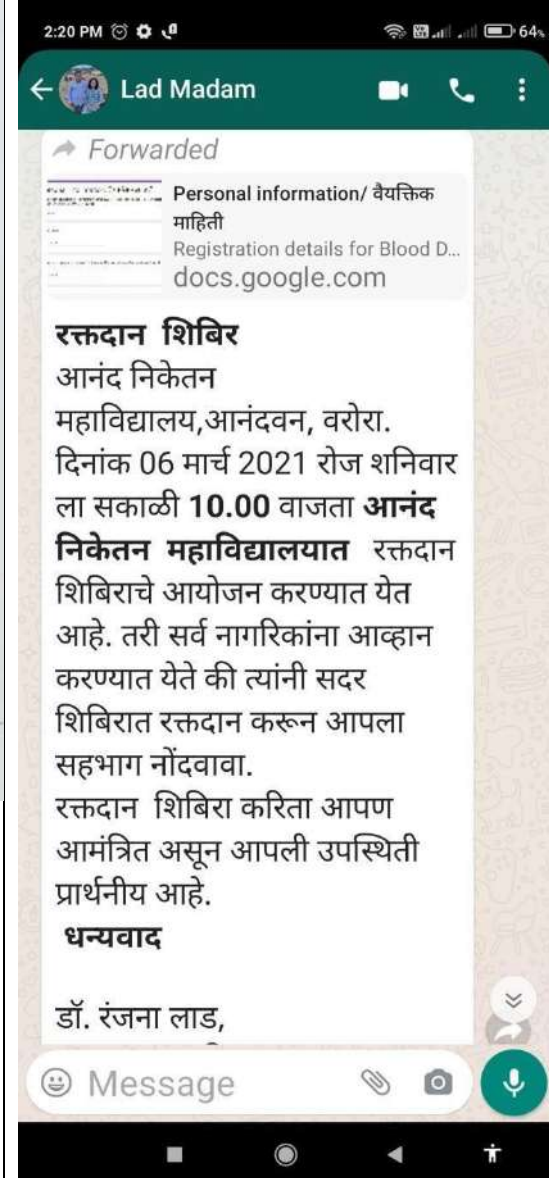 2:20 PM
64%
Lad Madam
Forwarded
Personal information/ वैयक्तिक
माहिती
Registration details for Blood D...
docs.google.com
रक्तदान शिबिर
आनंद निकेतन
महाविद्यालय,आनंदवन, वरोरा.
दिनांक 06 मार्च 2021 रोज शनिवार
ला सकाळी 10.00 वाजता आनंद
निकेतन महाविद्यालयात रक्तदान
शिबिराचे आयोजन करण्यात येत
आहे. तरी सर्व नागरिकांना आव्हान
करण्यात येते की त्यांनी सदर
शिबिरात रक्तदान करून आपला
सहभाग नोंदवावा.
रक्तदान शिबिरा करिता आपण
आमंत्रित असून आपली उपस्थिती
प्रार्थनीय आहे.
धन्यवाद
डॉ. रंजना लाड,
Message